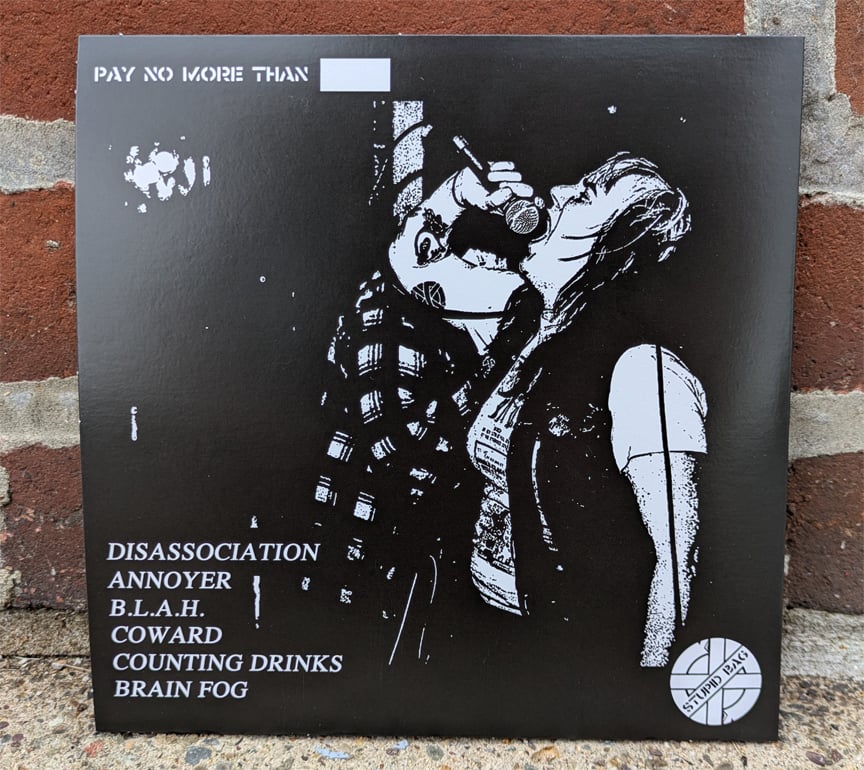 PAY NO MORE THAN
DISASSOCIATION
ANNOYER
B.L.A.H.
COWARD
COUNTING DRINKS
BRAIN FOG
STUPID BAG